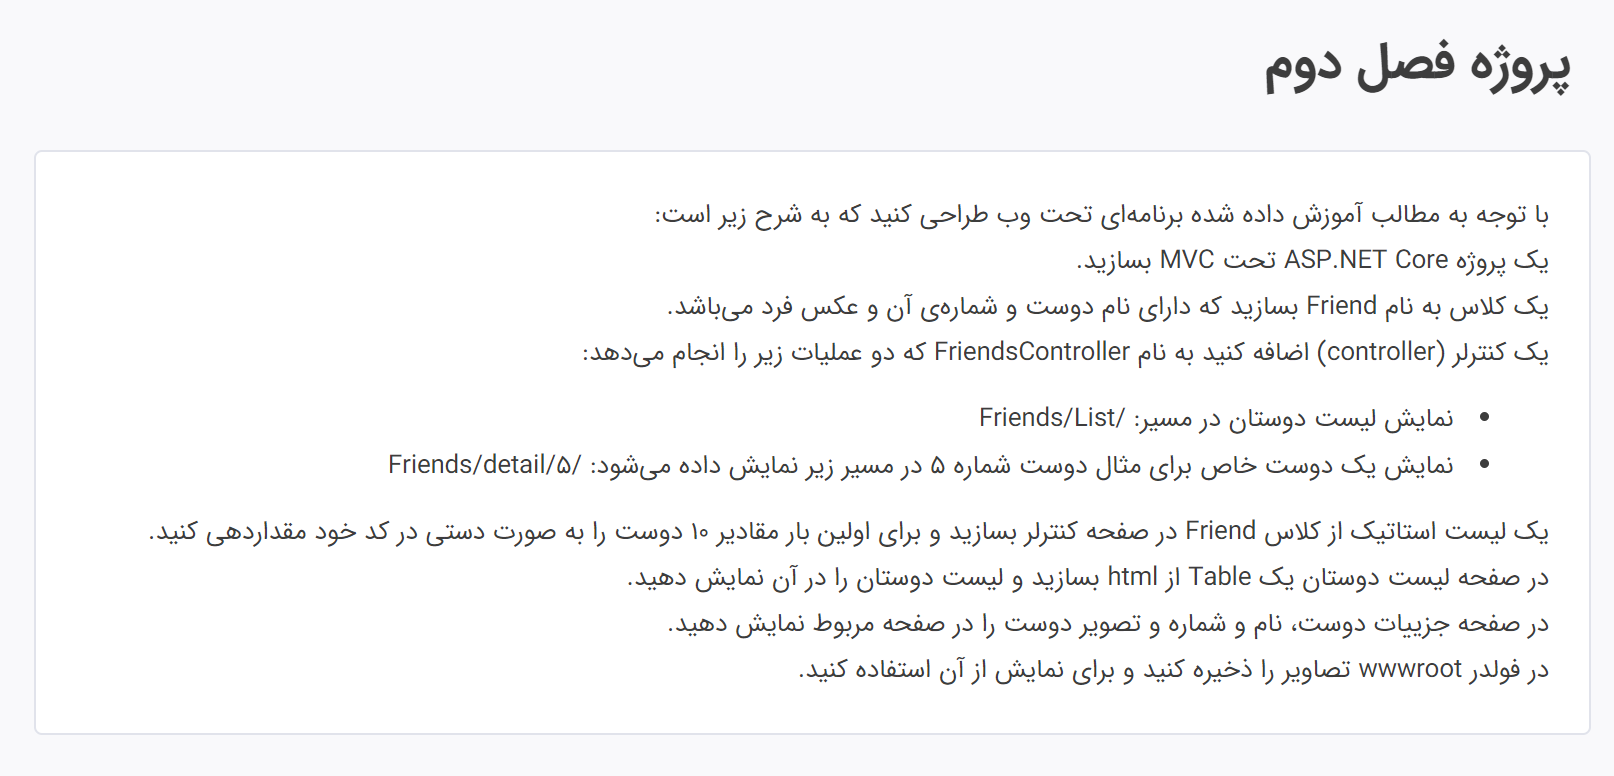 پروژه فصل دوم
با توجه به مطالب آموزش داده شده برنامه‌ای تحت وب طراحی کنید که به شرح زیر است:
یک پروژه ASP.NET Core تحت MVC بسازید.
یک کلاس به نام Friend بسازید که دارای نام دوست و شماره‌ی آن و عکس فرد می‌باشد.
یک کنترلر (controller) اضافه کنید به نام FriendsController که دو عملیات زیر را انجام می‌دهد:
• نمایش لیست دوستان در مسیر: /Friends/List
• نمایش یک دوست خاص برای مثال دوست شماره ۵ در مسیر زیر نمایش داده می‌شود: /Friends/detail/۵
یک لیست استاتیک از کلاس Friend در صفحه کنترلر بسازید و برای اولین بار مقادیر ۱۰ دوست را به صورت دستی در کد خود مقداردهی کنید.
در صفحه لیست دوستان یک Table از html بسازید و لیست دوستان را در آن نمایش دهید.
در صفحه جزییات دوست، نام و شماره و تصویر دوست را در صفحه مربوط نمایش دهید.
در فولدر wwwroot تصاویر را ذخیره کنید و برای نمایش از آن استفاده کنید.